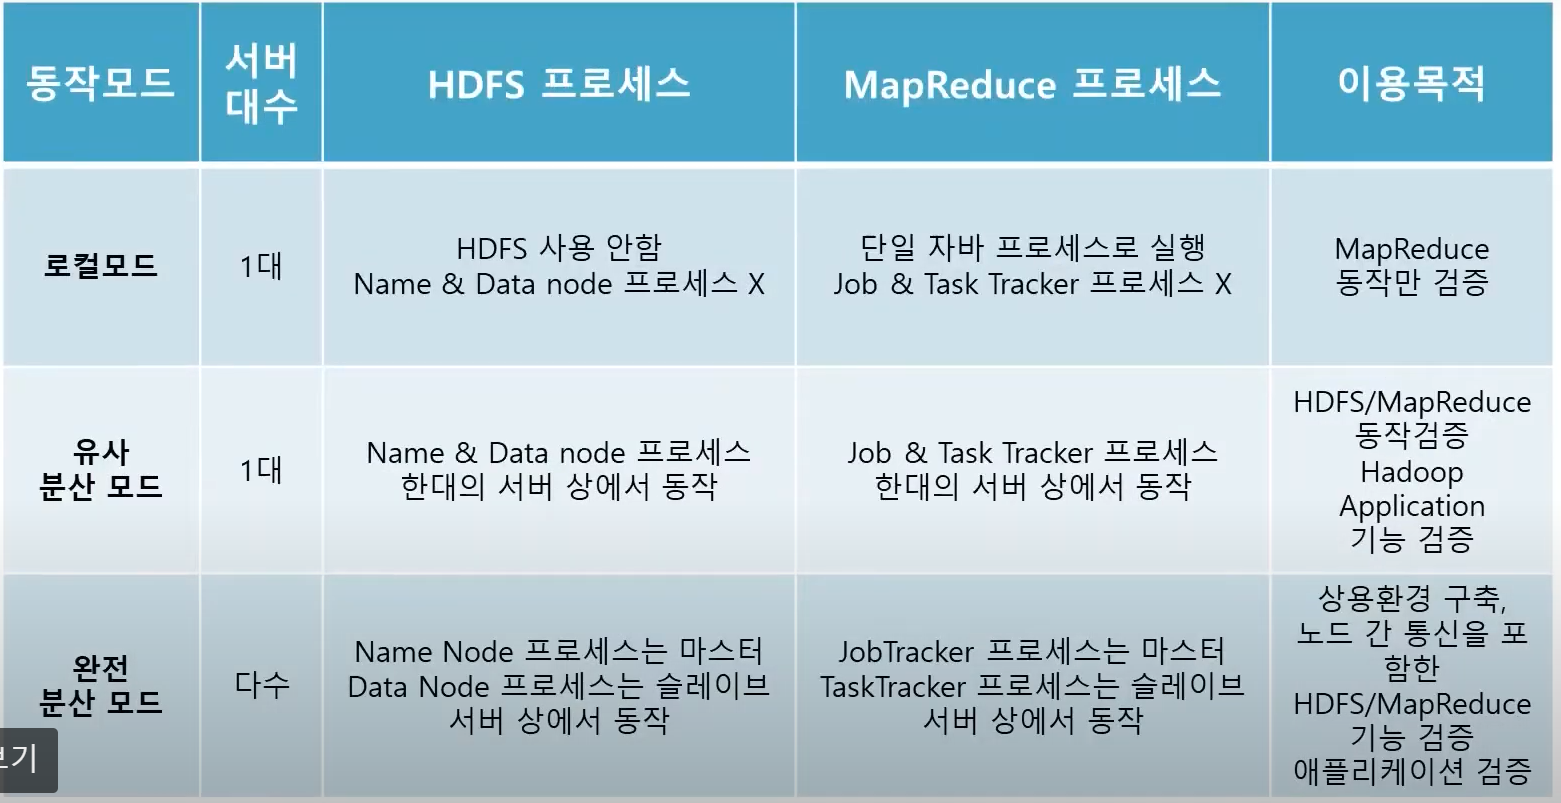 동작모드
서버
대수
HDFS 프로세스
MapReduce 프로세스
이용목적
로컬모드
1대
HDFS 사용 안함
Name & Data node 프로세스 X
단일 자바 프로세스로 실행
Job & Task Tracker 프로세스 X
MapReduce
동작만 검증
유사
분산 모드
1대
Name & Data node 프로세스
한대의 서버 상에서 동작
Job & Task Tracker 프로세스
한대의 서버 상에서 동작
HDFS/MapReduce
동작검증
Hadoop
Application
기능 검증
완전
분산 모드
다수
Name Node 프로세스는 마스터
Data Node 프로세스는 슬레이브
서버 상에서 동작
JobTracker 프로세스는 마스터
TaskTracker 프로세스는 슬레이브
서버 상에서 동작
상용환경 구축,
노드 간 통신을 포
함한
HDFS/MapReduce
기능 검증
애플리케이션 검증